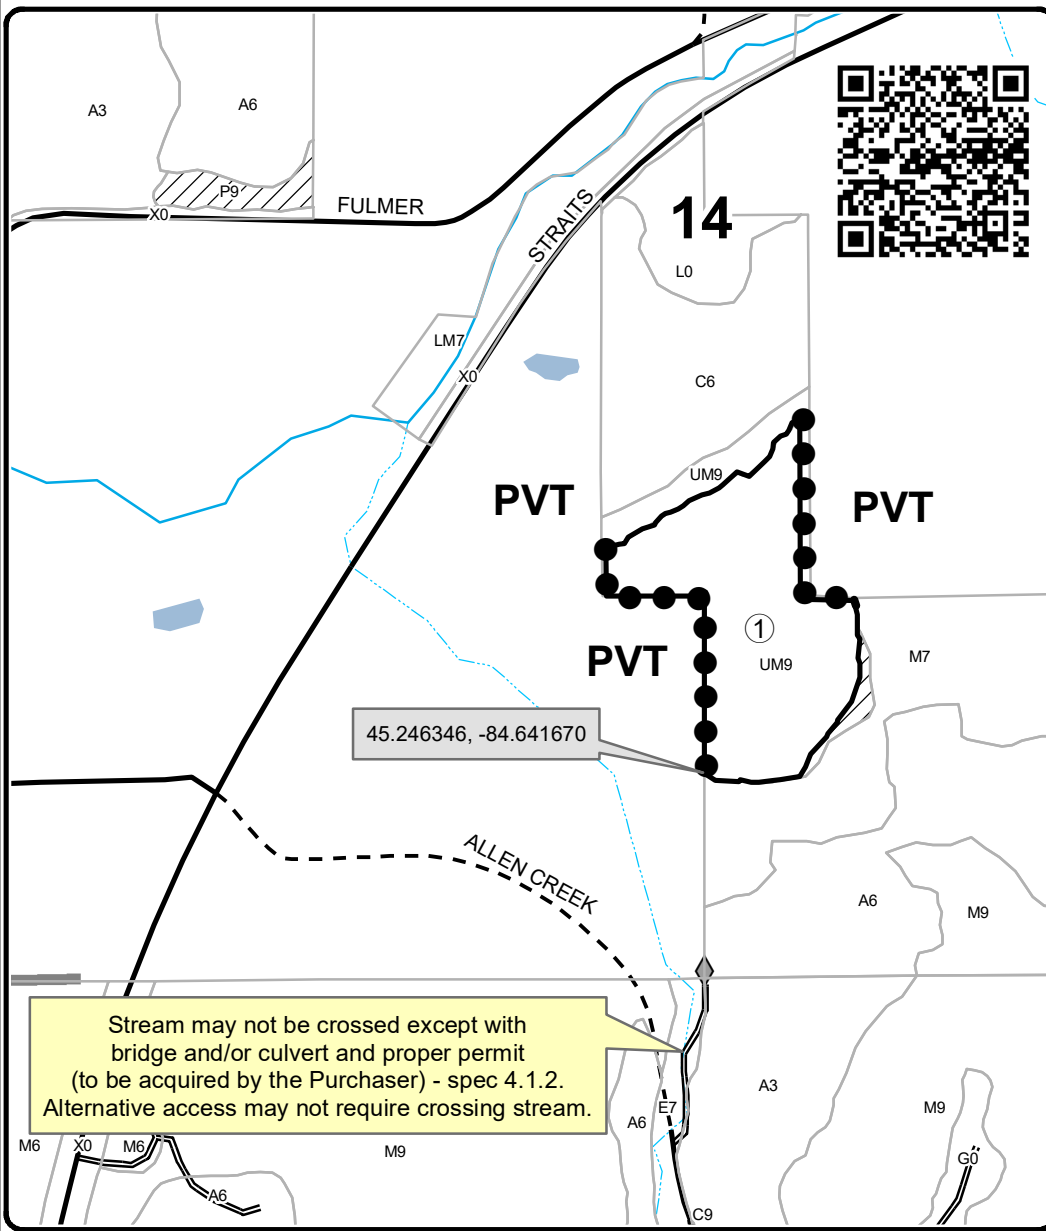 A3
A6
P9
X0
FULMER
STRAITS
14
L0
LM7
X0
C6
UM9
PVT
PVT
1
PVT
UM9
M7
45.246346, -84.641670
ALLEN CREEK
A6
M9
Stream may not be crossed except with
bridge and/or culvert and proper permit
(to be acquired by the Purchaser) - spec 4.1.2.
Alternative access may not require crossing stream.
A3
E7
A6
M9
M6
X0
M6
M9
G0
A6
C9